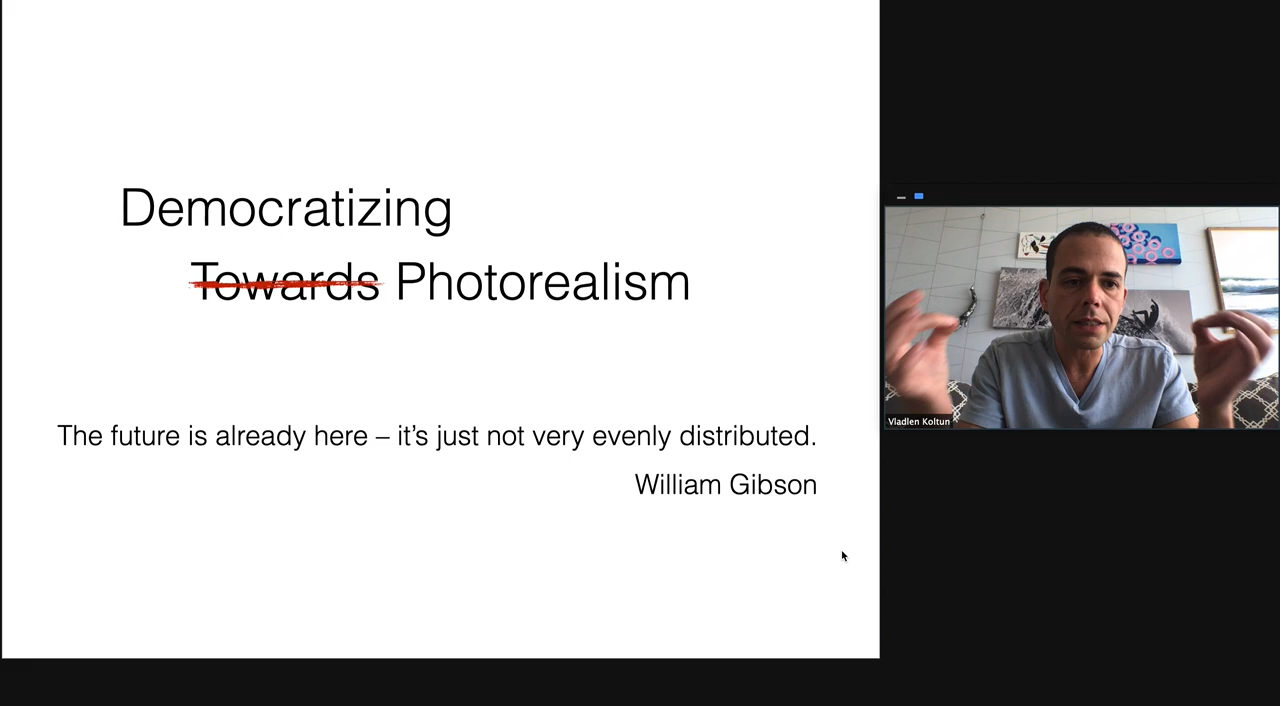 Democratizing
Towards Photorealism
The future is already here – it’s just not very evenly distributed.
William Gibson
Vladlen Koltun